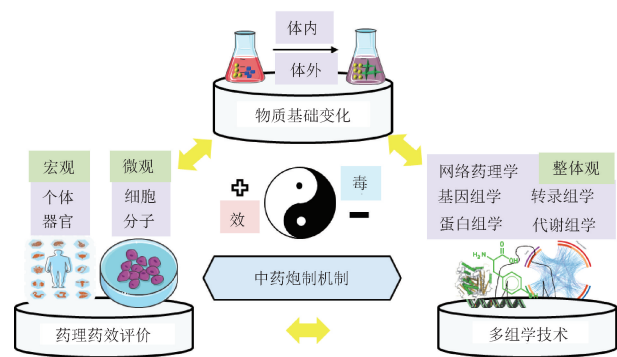 体内
体外
物质基础变化
宏观
微观
个体
器官
细胞
分子
效
毒
网络药理学
整体观
基因组学
转录组学
蛋白组学
代谢组学
H₂N
O
OH
中药炮制机制
药理药效评价
多组学技术